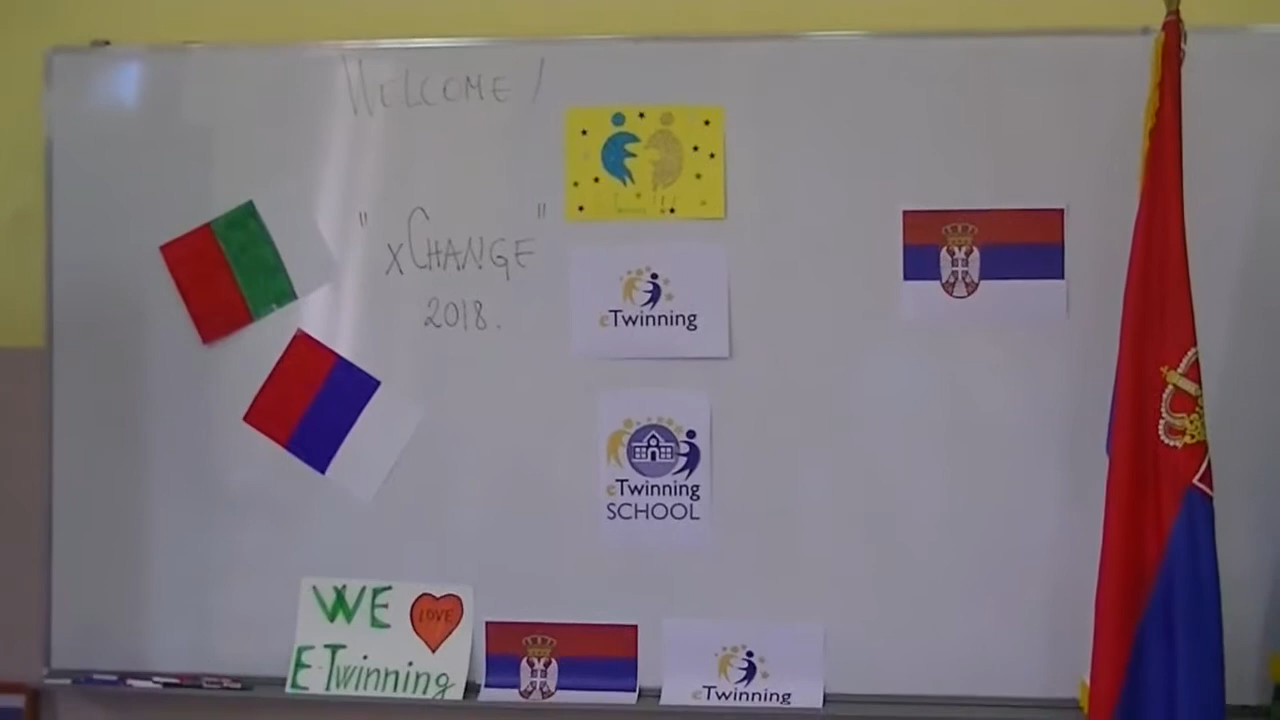 WELCOME!
"xCHANGE"
2018.
eTwinning
eTwinning
SCHOOL
WE LOVE
E-Twinning
eTwinning